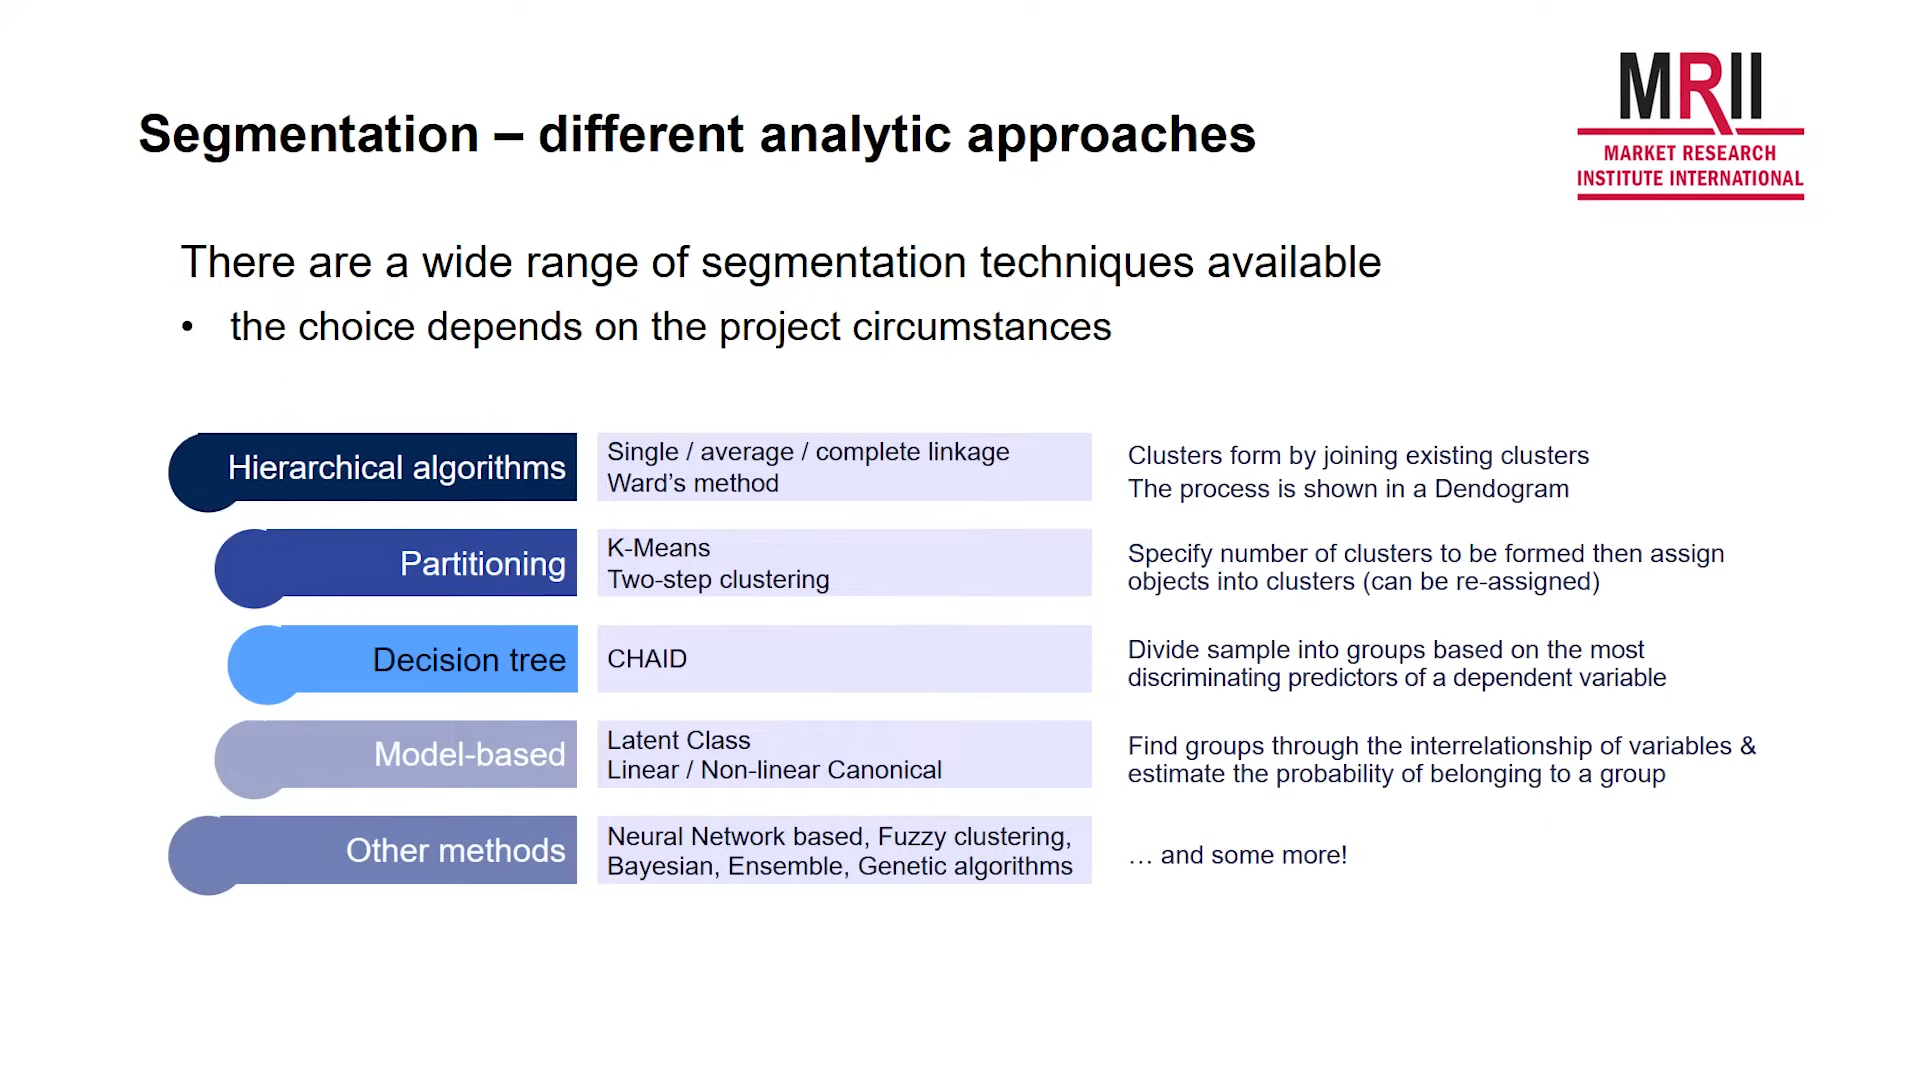 MRII
MARKET RESEARCH
INSTITUTE INTERNATIONAL
Segmentation – different analytic approaches
There are a wide range of segmentation techniques available
• the choice depends on the project circumstances
Hierarchical algorithms
Single / average / complete linkage
Ward’s method
Clusters form by joining existing clusters
The process is shown in a Dendogram
Partitioning
K-Means
Two-step clustering
Specify number of clusters to be formed then assign
objects into clusters (can be re-assigned)
Decision tree
CHAID
Divide sample into groups based on the most
discriminating predictors of a dependent variable
Model-based
Latent Class
Linear / Non-linear Canonical
Find groups through the interrelationship of variables &
estimate the probability of belonging to a group
Other methods
Neural Network based, Fuzzy clustering,
Bayesian, Ensemble, Genetic algorithms
… and some more!